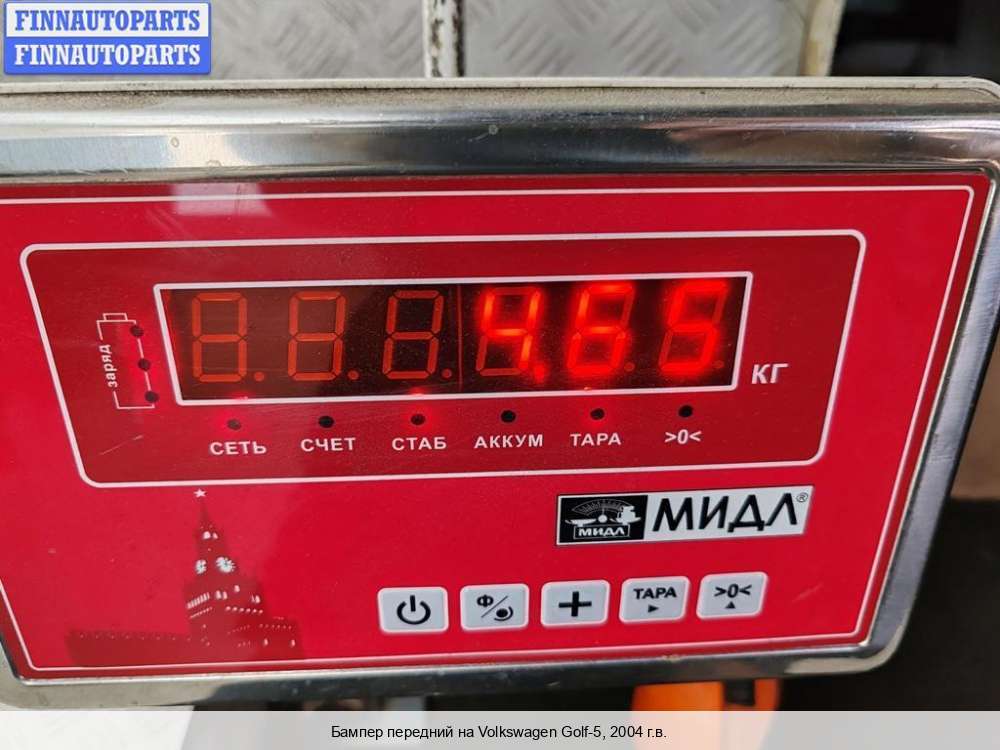 FINNAUTOPARTS
FINNAUTOPARTS
заряд
4.65 КГ
СЕТЬ СЧЕТ СТАБ АККУМ ТАРА >0<
МИДЛ МИДЛ®
Ф ТАРА >0<
Бампер передний на Volkswagen Golf-5, 2004 г.в.